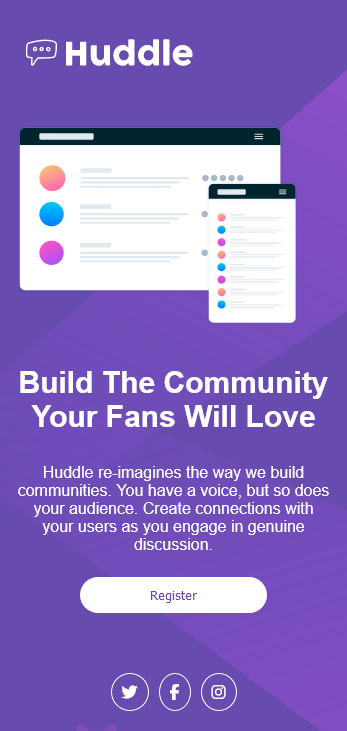 Huddle
Build The Community
Your Fans Will Love
Huddle re-imagines the way we build
communities. You have a voice, but so does
your audience. Create connections with
your users as you engage in genuine
discussion.
Register